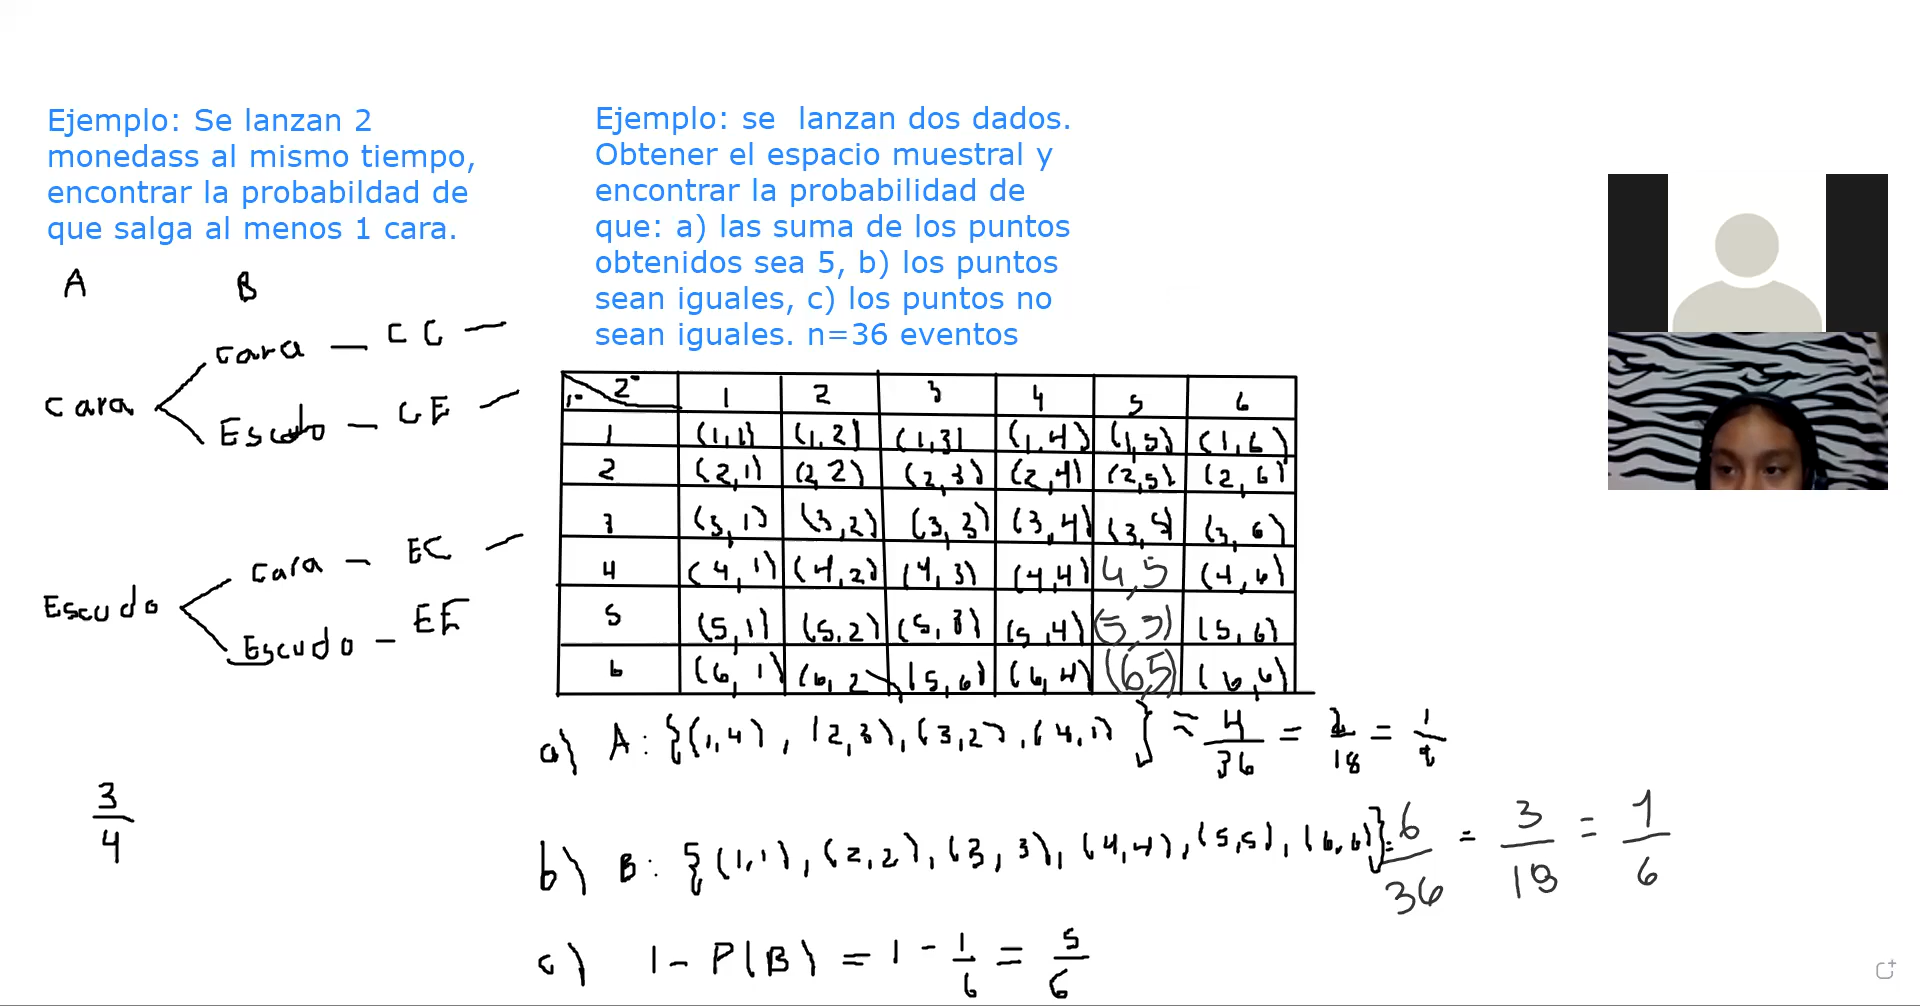 Ejemplo: Se lanzan 2
monedass al mismo tiempo,
encontrar la probabildad de
que salga al menos 1 cara.
A B
Cara
Cara — CC —
Escudo — CE —
Escudo
Cara — EC —
Escudo — EE
3/4
Ejemplo: se lanzan dos dados.
Obtener el espacio muestral y
encontrar la probabilidad de
que: a) las suma de los puntos
obtenidos sea 5, b) los puntos
sean iguales, c) los puntos no
sean iguales. n=36 eventos
1° 2° 1 2 3 4 5 6
1 (1,1) (1,2) (1,3) (1,4) (1,5) (1,6)
2 (2,1) (2,2) (2,3) (2,4) (2,5) (2,6)
3 (3,1) (3,2) (3,3) (3,4) (3,5) (3,6)
4 (4,1) (4,2) (4,3) (4,4) 4,5 (4,6)
5 (5,1) (5,2) (5,3) (5,4) (5,6)
6 (6,1) (6,2 (5,6) (6,4) (6,5) (6,6)
a) A: {(1,4), (2,3), (3,2), (4,1)} = 4/36 = 2/18 = 1/9
b) B: {(1,1), (2,2), (3,3), (4,4), (5,5), (6,6)} = 6/36 = 3/18 = 1/6
c) 1 - P(B) = 1 - 1/6 = 5/6